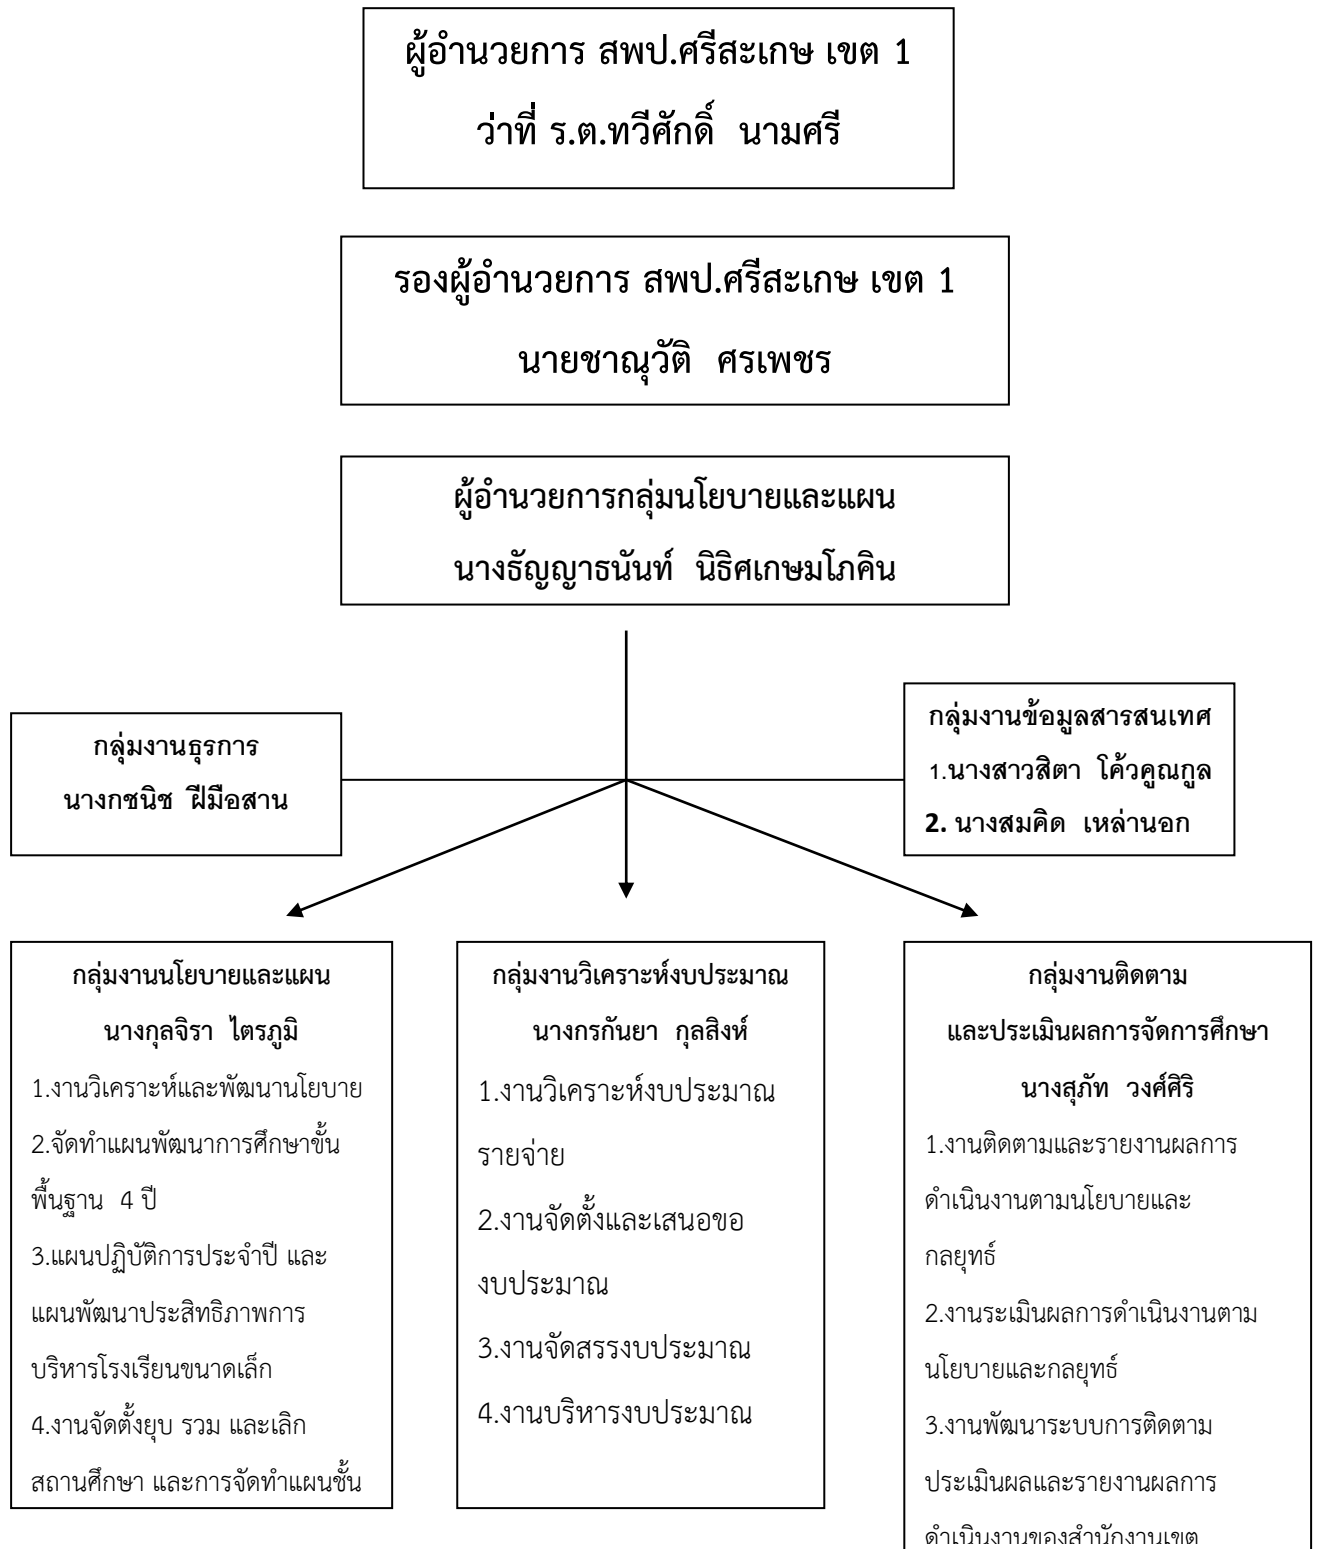 ผู้อำนวยการ สพป.ศรีสะเกษ เขต 1
ว่าที่ ร.ต.ทวีศักดิ์ นามศรี
รองผู้อำนวยการ สพป.ศรีสะเกษ เขต 1
นายชาณุวัติ ศรเพชร
ผู้อำนวยการกลุ่มนโยบายและแผน
นางธัญญาธนันท์ นิธิศเกษมโภคิน
กลุ่มงานธุรการ
นางกชนิช ฝีมือสาน
กลุ่มงานข้อมูลสารสนเทศ
1.นางสาวสิตา โค้วคูณกูล
2. นางสมคิด เหล่านอก
กลุ่มงานนโยบายและแผน
นางกุลจิรา ไตรภูมิ
1.งานวิเคราะห์และพัฒนานโยบาย
2.จัดทำแผนพัฒนาการศึกษาขั้น
พื้นฐาน 4 ปี
3.แผนปฏิบัติการประจำปี และ
แผนพัฒนาประสิทธิภาพการ
บริหารโรงเรียนขนาดเล็ก
4.งานจัดตั้งยุบ รวม และเลิก
สถานศึกษา และการจัดทำแผนชั้น
กลุ่มงานวิเคราะห์งบประมาณ
นางกรกันยา กุลสิงห์
1.งานวิเคราะห์งบประมาณ
รายจ่าย
2.งานจัดตั้งและเสนอขอ
งบประมาณ
3.งานจัดสรรงบประมาณ
4.งานบริหารงบประมาณ
กลุ่มงานติดตาม
และประเมินผลการจัดการศึกษา
นางสุภัท วงศ์ศิริ
1.งานติดตามและรายงานผลการ
ดำเนินงานตามนโยบายและ
กลยุทธ์
2.งานระเมินผลการดำเนินงานตาม
นโยบายและกลยุทธ์
3.งานพัฒนาระบบการติดตาม
ประเมินผลและรายงานผลการ
ดำเนินงานของสำนักงานเขต